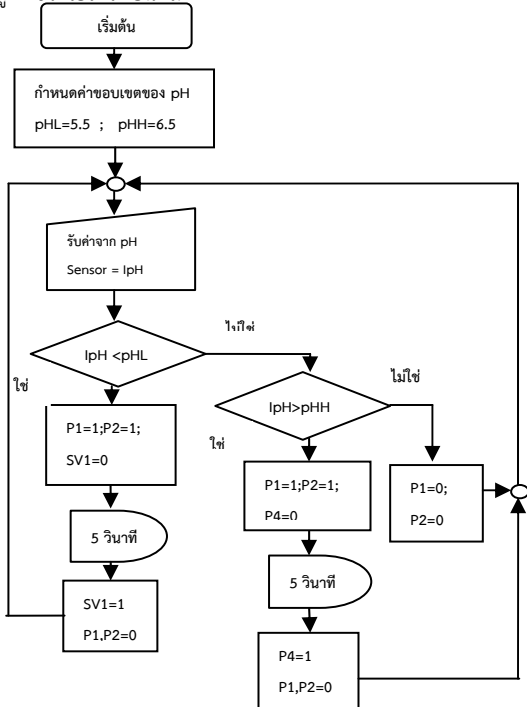 เริ่มต้น
กำหนดค่าขอบเขตของ pH
pHL=5.5 ; pHH=6.5
รับค่าจาก pH
Sensor = IpH
IpH <pHL
ไม่ใช่
ใช่
P1=1;P2=1;
SV1=0
5 วินาที
SV1=1
P1,P2=0
IpH>pHH
ไม่ใช่
ใช่
P1=1;P2=1;
P4=0
5 วินาที
P4=1
P1,P2=0
P1=0;
P2=0